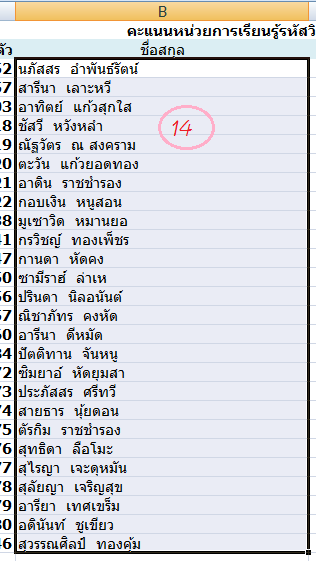 B
คะแนนหน่วยการเรียนรู้รหัสวิ
ตัว ชื่อสกุล
52 นภัสสร อำพันธ์รัตน์
57 สารีนา เลาะหวี
03 อาทิตย์ แก้วสุกใส
18 ชัสวี หวังหลำ
14
19 ณัฐวัตร ณ สงคราม
20 ตะวัน แก้วยอดทอง
21 อาดิน ราชชำรอง
22 กอบเงิน หนูสอน
38 มูเซาวิด หมานยอ
41 กรวิชญ์ ทองเพ็ชร
47 กานดา หัดคง
50 ซามีราฮ์ ล่าเห
56 ปรินดา นิลอนันต์
57 ณิชาภัทร คงหัด
60 อารีนา ดีหมัด
84 ปัตติทาน จันหนู
72 ซิมยาอ์ หัดยุมสา
73 ประภัสสร ศรีทวี
74 สายธาร นุ้ยดอน
75 ตัรกิม ราชชำรอง
76 สุทธิดา ลือโมะ
77 สุไรญา เจะดุหมัน
78 สุลัยญา เจริญสุข
79 อารียา เทศเขร็ม
80 อดินันท์ ชูเขียว
46 สุวรรณศิลป์ ทองคุ้ม